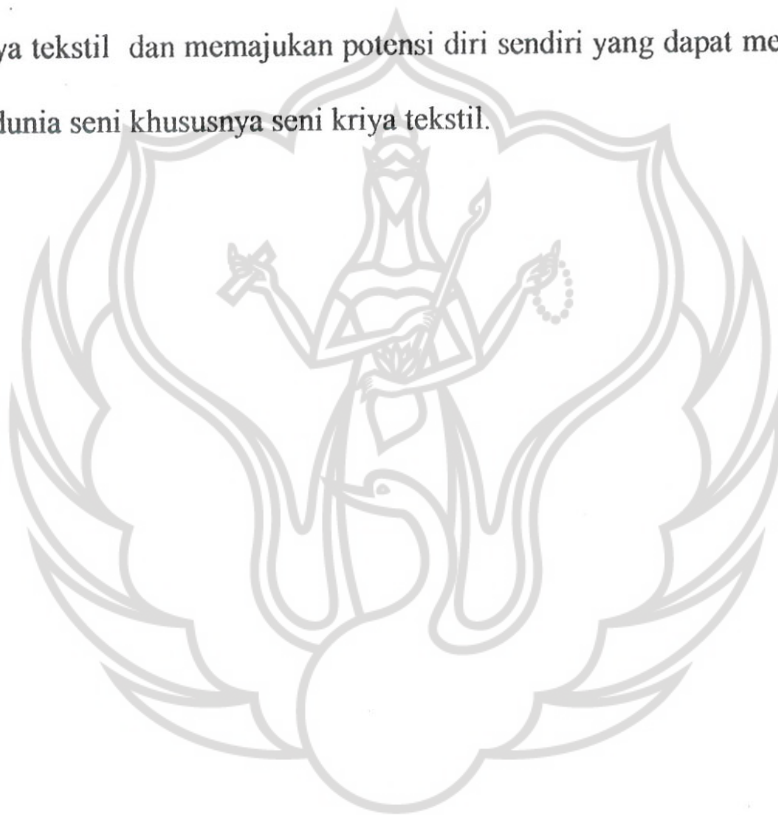 ya tekstil dan memajukan potensi diri sendiri yang dapat me
dunia seni khususnya seni kriya tekstil.